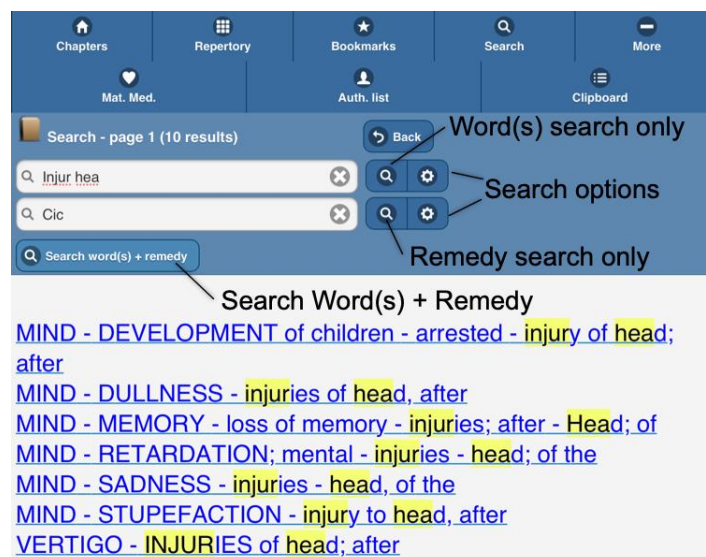 Chapters Repertory Bookmarks Search More
Mat. Med. Auth. list Clipboard
Search - page 1 (10 results) Back Word(s) search only
Injur hea
Search options
Cic
Remedy search only
Search word(s) + remedy
Search Word(s) + Remedy
MIND - DEVELOPMENT of children - arrested - injury of head;
after
MIND - DULLNESS - injuries of head, after
MIND - MEMORY - loss of memory - injuries; after - Head; of
MIND - RETARDATION; mental - injuries - head; of the
MIND - SADNESS - injuries - head, of the
MIND - STUPEFACTION - injury to head, after
VERTIGO - INJURIES of head; after